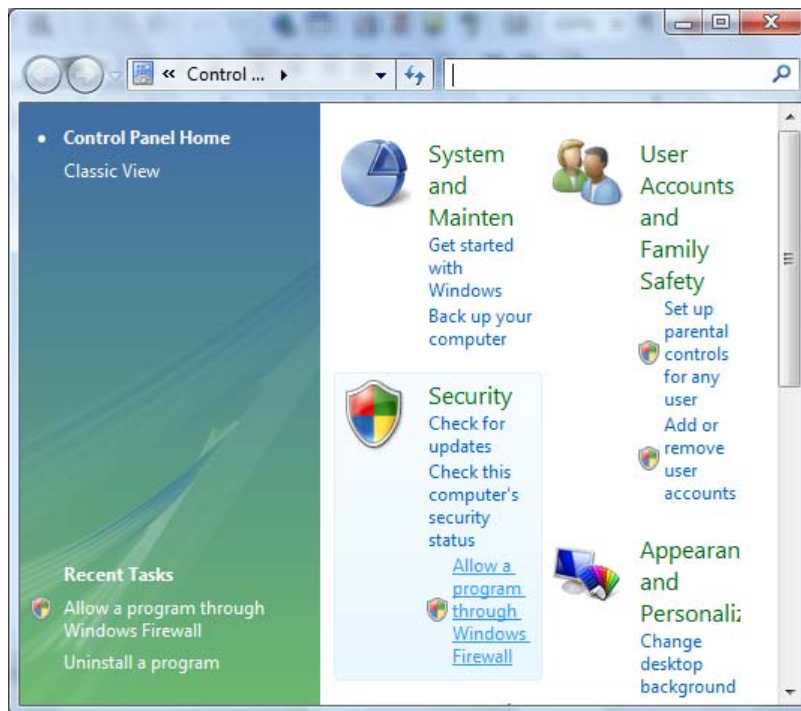 « Control ...
Control Panel Home
Classic View
Recent Tasks
Allow a program through
Windows Firewall
Uninstall a program
System
and
Mainten
Get started
with
Windows
Back up your
computer
Security
Check for
updates
Check this
computer's
security
status
Allow a
program
through
Windows
Firewall
User
Accounts
and
Family
Safety
Set up
parental
controls
for any
user
Add or
remove
user
accounts
Appearan
and
Personali
Change
desktop
background